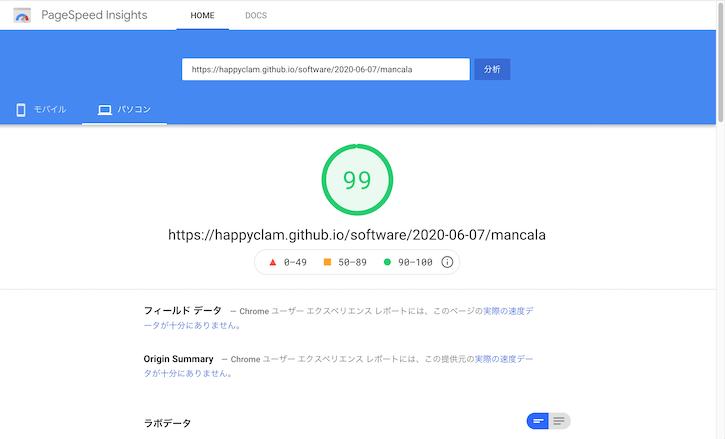 PageSpeed Insights HOME DOCS
https://happyclam.github.io/software/2020-06-07/mancala 分析
モバイル パソコン
99
https://happyclam.github.io/software/2020-06-07/mancala
0–49 50–89 90–100
フィールド データ — Chrome ユーザー エクスペリエンス レポートには、このページの実際の速度デ
ータが十分にありません。
Origin Summary — Chrome ユーザー エクスペリエンス レポートには、この提供元の実際の速度デー
タが十分にありません。
ラボデータ